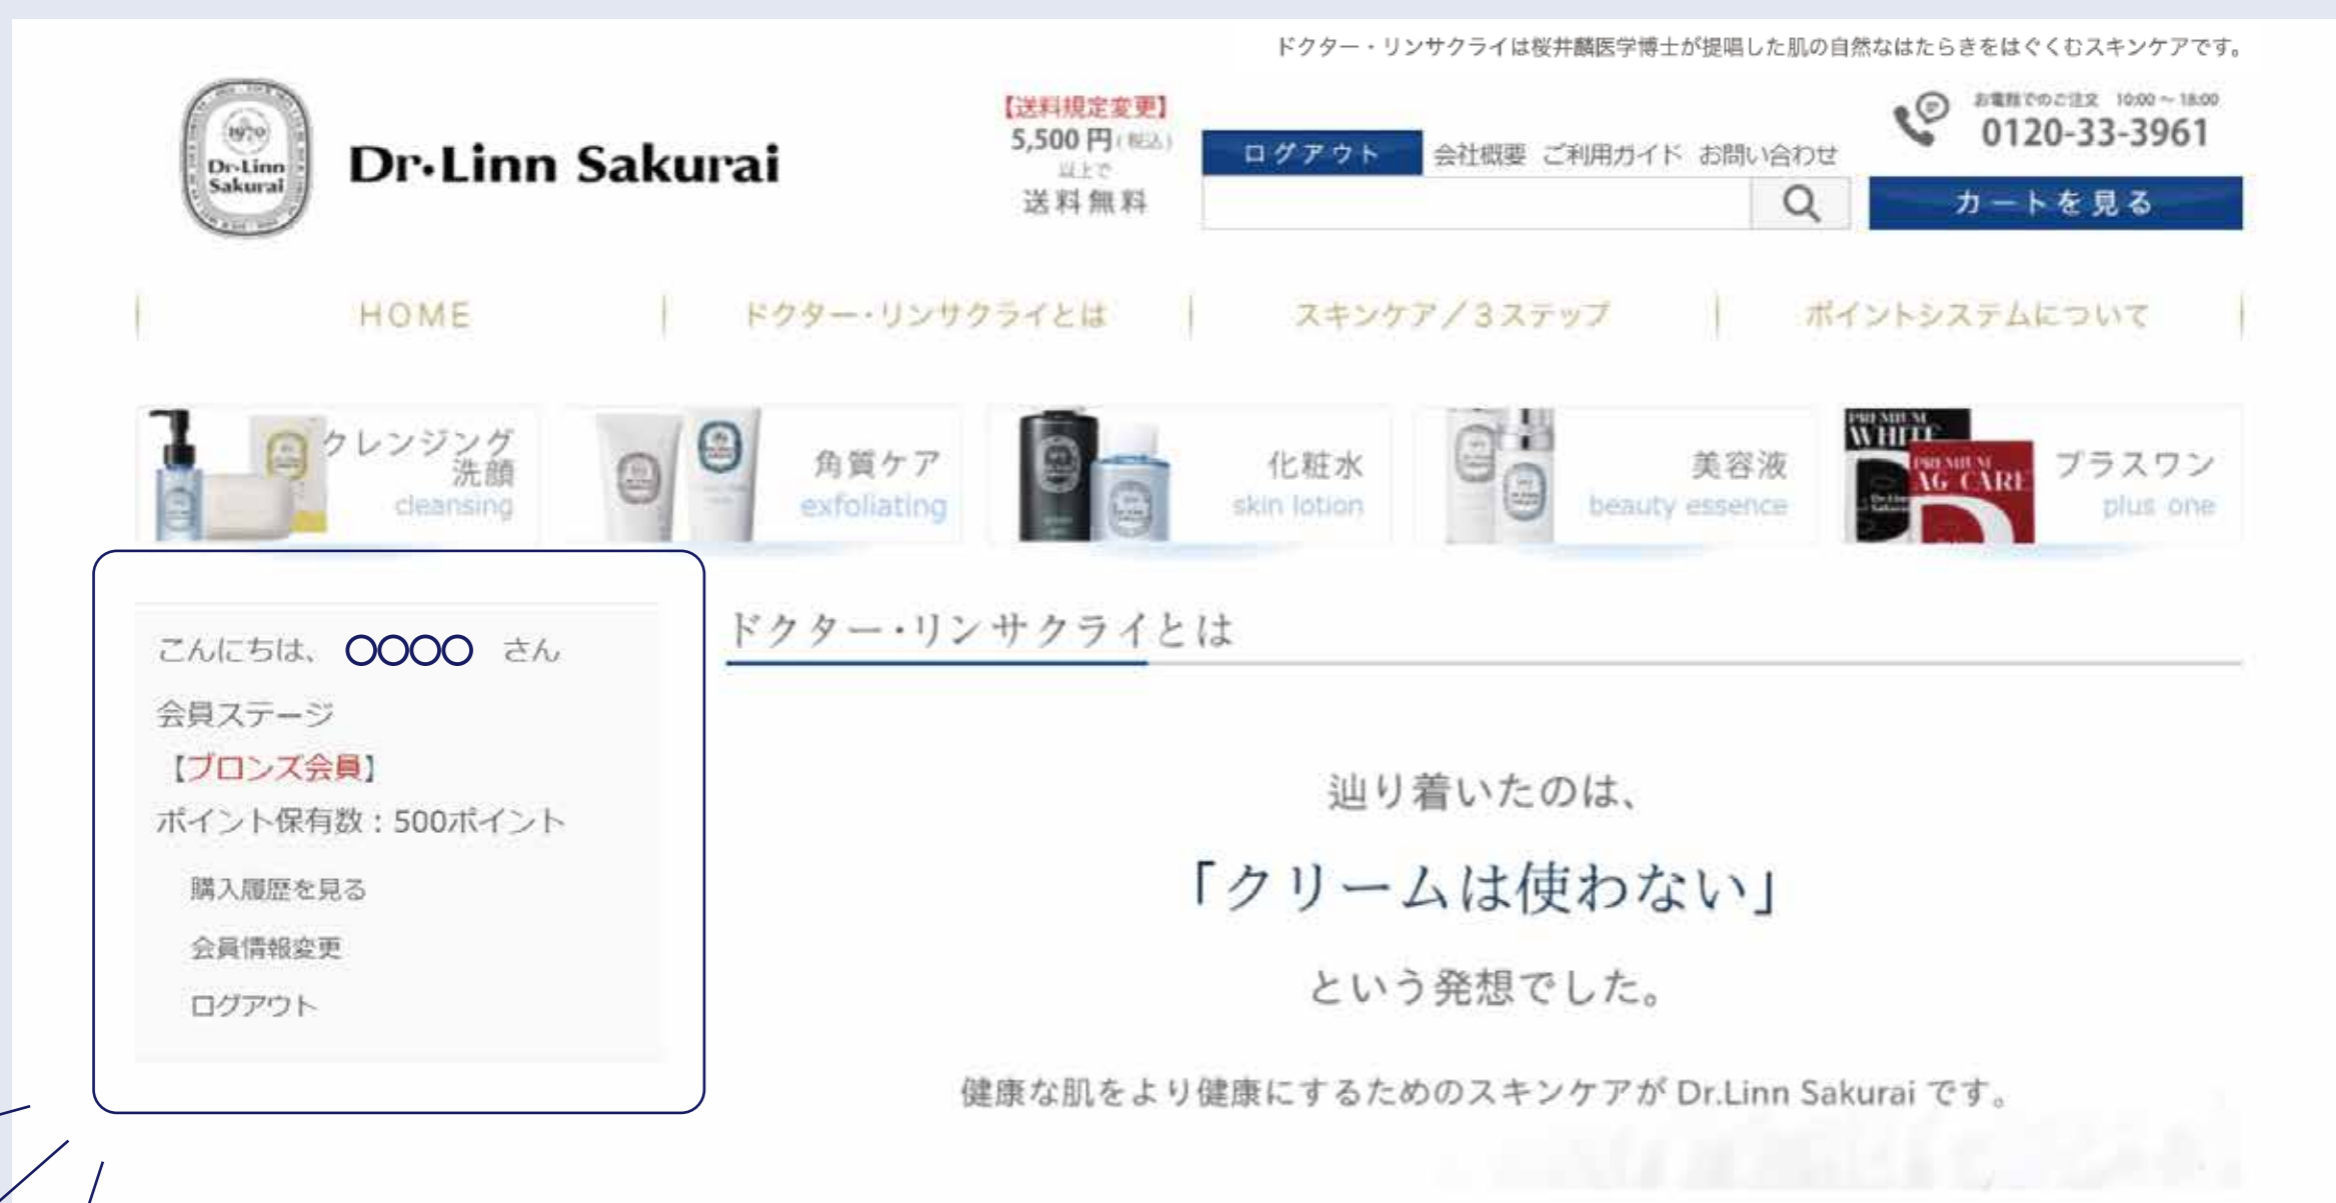 ドクター・リンサクライは桜井麟医学博士が提唱した肌の自然なはたらきをはぐくむスキンケアです。
1970
Dr・Linn
Sakurai
Dr・Linn Sakurai
【送料規定変更】
5,500 円(税込)
以上で
送料無料
ログアウト
会社概要 ご利用ガイド お問い合わせ
お電話でのご注文 10:00～18:00
0120-33-3961
カートを見る
HOME
ドクター・リンサクライとは
スキンケア／3ステップ
ポイントシステムについて
クレンジング
洗顔
cleansing
角質ケア
exfoliating
化粧水
skin lotion
美容液
beauty essence
PREMIUM
WHITE
PREMIUM
AG CARE
プラスワン
plus one
こんにちは、 〇〇〇〇 さん
会員ステージ
【ブロンズ会員】
ポイント保有数：500ポイント
購入履歴を見る
会員情報変更
ログアウト
ドクター・リンサクライとは
辿り着いたのは、
「クリームは使わない」
という発想でした。
健康な肌をより健康にするためのスキンケアが Dr.Linn Sakurai です。